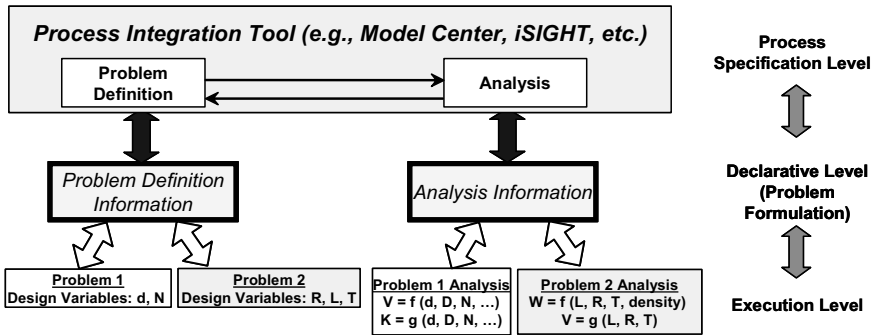 Process Integration Tool (e.g., Model Center, iSIGHT, etc.)
Problem
Definition
Analysis
Problem Definition
Information
Analysis Information
Problem 1
Design Variables: d, N
Problem 2
Design Variables: R, L, T
Problem 1 Analysis
V = f (d, D, N, …)
K = g (d, D, N, …)
Problem 2 Analysis
W = f (L, R, T, density)
V = g (L, R, T)
Process
Specification Level
Declarative Level
(Problem
Formulation)
Execution Level